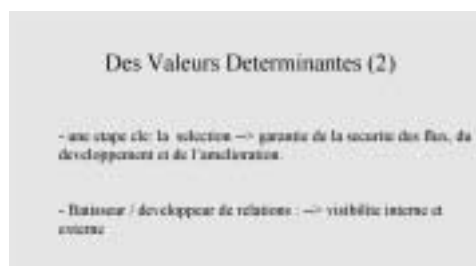 Des Valeurs Determinantes (2)
- une etape cle: la selection --> garantie de la securite des flux, du
developpement et de l'amelioration.
- Batisseur / developpeur de relations : --> visibilite interne et
externe